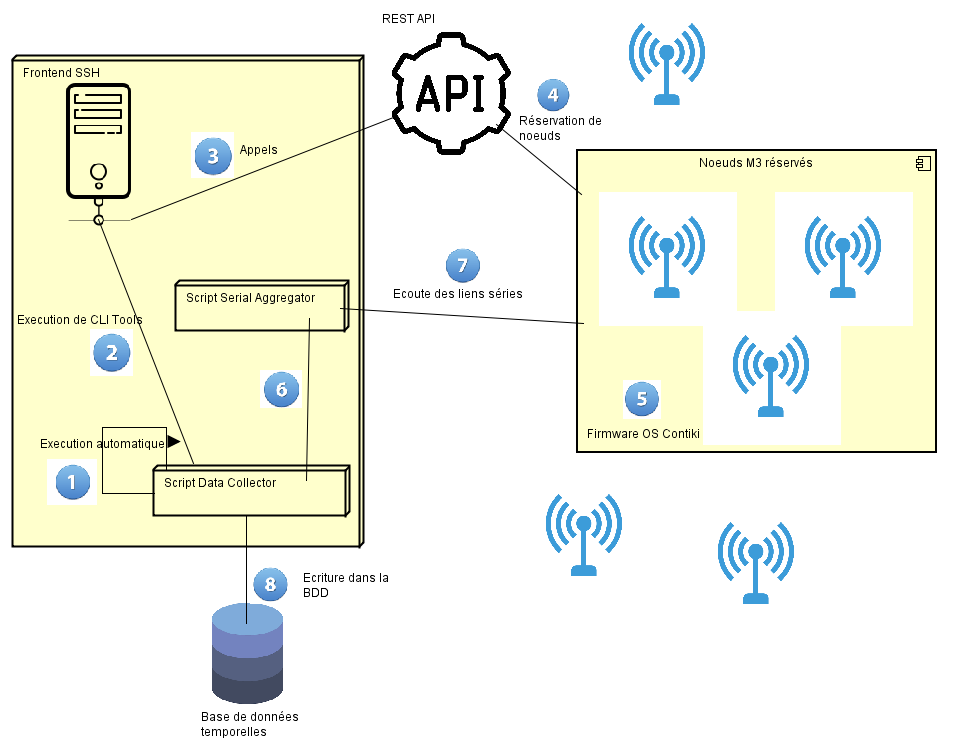 REST API
Frontend SSH
API
4
Réservation de
noeuds
3
Appels
Noeuds M3 réservés
7
Ecoute des liens séries
Script Serial Aggregator
Execution de CLI Tools
2
6
5
Firmware OS Contiki
Execution automatique
1
Script Data Collector
8
Ecriture dans la
BDD
Base de données
temporelles